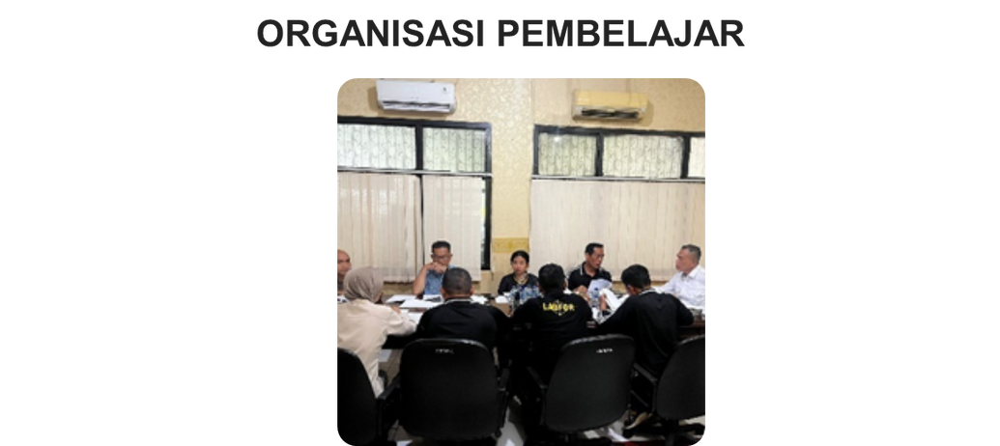 ORGANISASI PEMBELAJAR
LABFOR